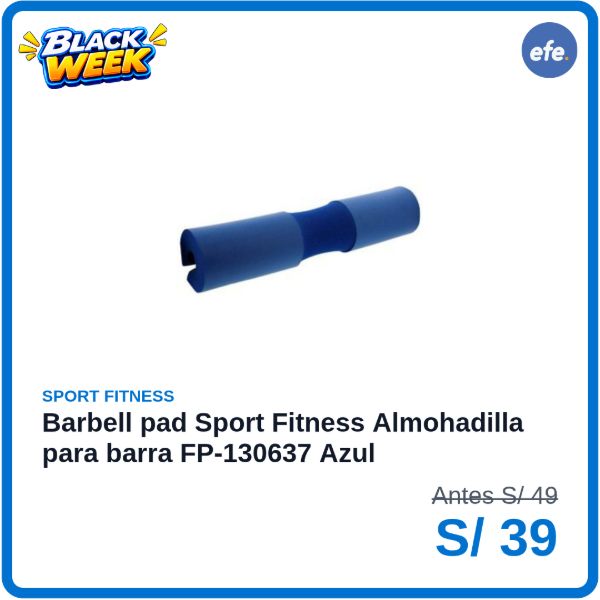 BLACK
WEEK
efe.
SPORT FITNESS
Barbell pad Sport Fitness Almohadilla
para barra FP-130637 Azul
Antes S/ 49
S/ 39